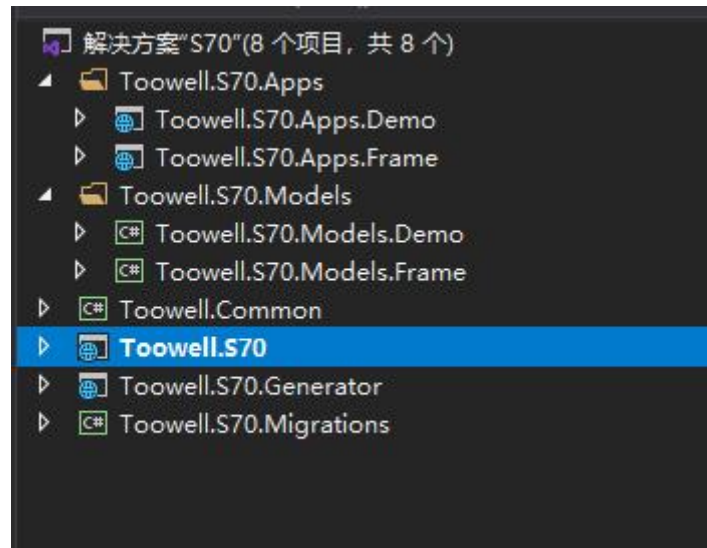 解决方案"S70"(8 个项目，共 8 个)
Toowell.S70.Apps
Toowell.S70.Apps.Demo
Toowell.S70.Apps.Frame
Toowell.S70.Models
C# Toowell.S70.Models.Demo
C# Toowell.S70.Models.Frame
C# Toowell.Common
Toowell.S70
Toowell.S70.Generator
C# Toowell.S70.Migrations